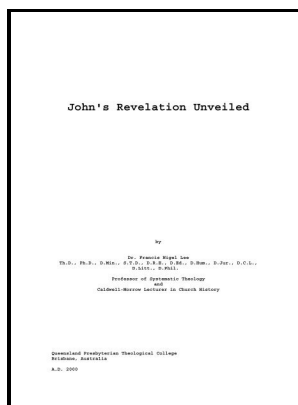 John's Revelation Unveiled
by
Dr. Francis Nigel Lee
Th.D., Ph.D., D.Min., S.T.D., D.R.E., D.Ed., D.Hum., D.Jur., D.C.L.,
D.Litt., D.Phil.
Professor of Systematic Theology
and
Caldwell-Morrow Lecturer in Church History
Queensland Presbyterian Theological College
Brisbane, Australia
A.D. 2000